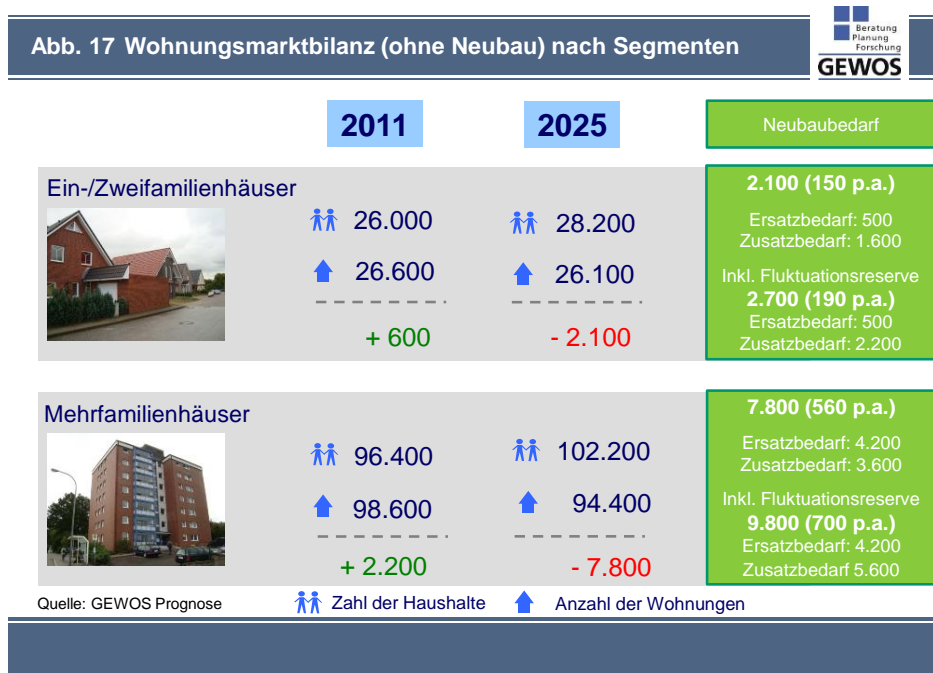 Abb. 17 Wohnungsmarktbilanz (ohne Neubau) nach Segmenten
Beratung
Planung
Forschung
GEWOS
2011
2025
Neubaubedarf
Ein-/Zweifamilienhäuser
26.000
28.200
26.600
26.100
+ 600
- 2.100
2.100 (150 p.a.)
Ersatzbedarf: 500
Zusatzbedarf: 1.600
Inkl. Fluktuationsreserve
2.700 (190 p.a.)
Ersatzbedarf: 500
Zusatzbedarf: 2.200
Mehrfamilienhäuser
96.400
102.200
98.600
94.400
+ 2.200
- 7.800
7.800 (560 p.a.)
Ersatzbedarf: 4.200
Zusatzbedarf: 3.600
Inkl. Fluktuationsreserve
9.800 (700 p.a.)
Ersatzbedarf: 4.200
Zusatzbedarf 5.600
Quelle: GEWOS Prognose
Zahl der Haushalte
Anzahl der Wohnungen